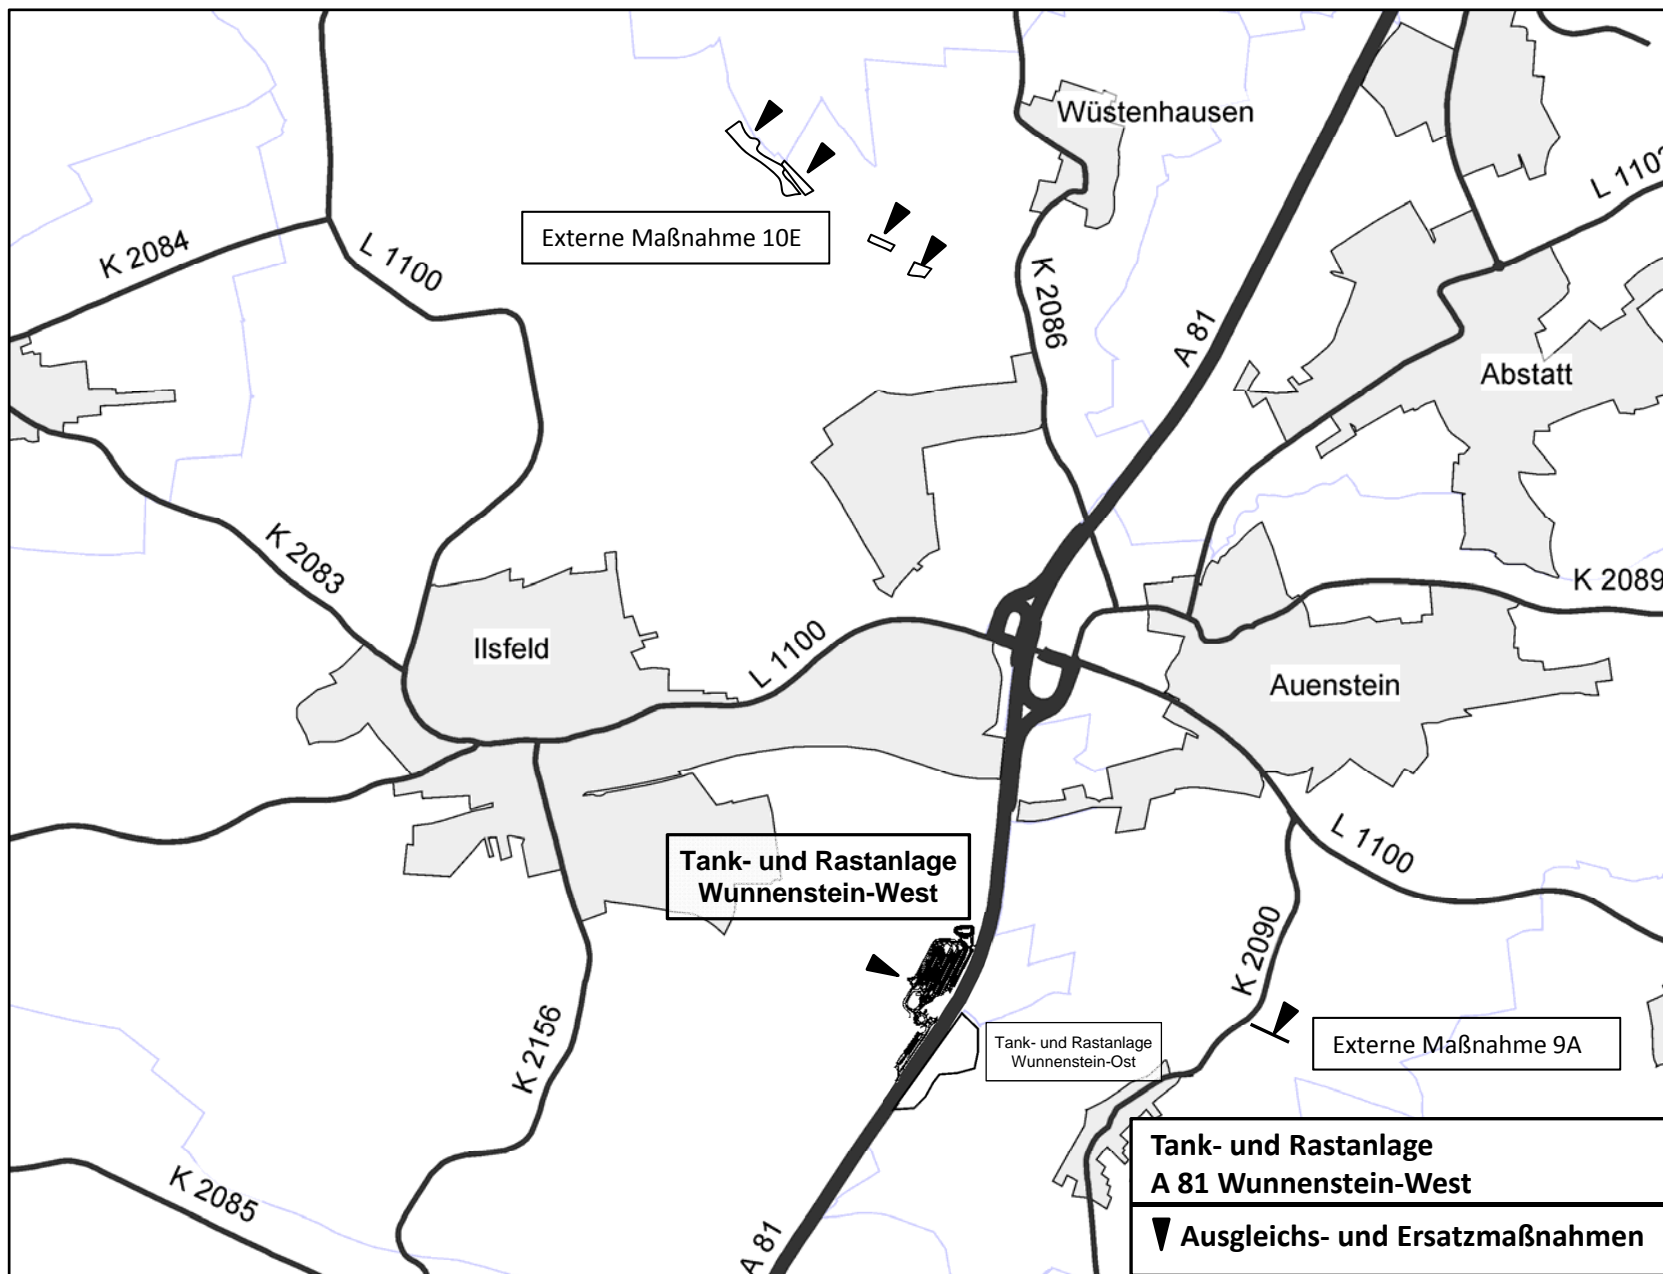 Wüstenhausen
L 1102
Externe Maßnahme 10E
K 2084
L 1100
K 2086
A 81
Abstatt
K 2083
K 2089
Ilsfeld
L 1100
Auenstein
Tank- und Rastanlage
Wunnenstein-West
L 1100
K 2090
K 2156
Tank- und Rastanlage
Wunnenstein-Ost
Externe Maßnahme 9A
K 2085
A 81
Tank- und Rastanlage
A 81 Wunnenstein-West
Ausgleichs- und Ersatzmaßnahmen